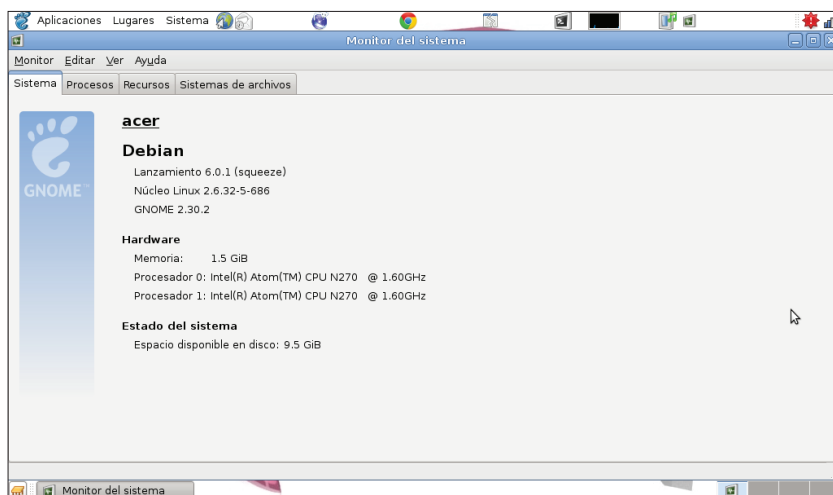 Aplicaciones Lugares Sistema
Monitor del sistema
Monitor Editar Ver Ayuda
Sistema Procesos Recursos Sistemas de archivos
acer
Debian
Lanzamiento 6.0.1 (squeeze)
Núcleo Linux 2.6.32-5-686
GNOME 2.30.2
GNOME™
Hardware
Memoria: 1.5 GiB
Procesador 0: Intel(R) Atom(TM) CPU N270 @ 1.60GHz
Procesador 1: Intel(R) Atom(TM) CPU N270 @ 1.60GHz
Estado del sistema
Espacio disponible en disco: 9.5 GiB
Monitor del sistema